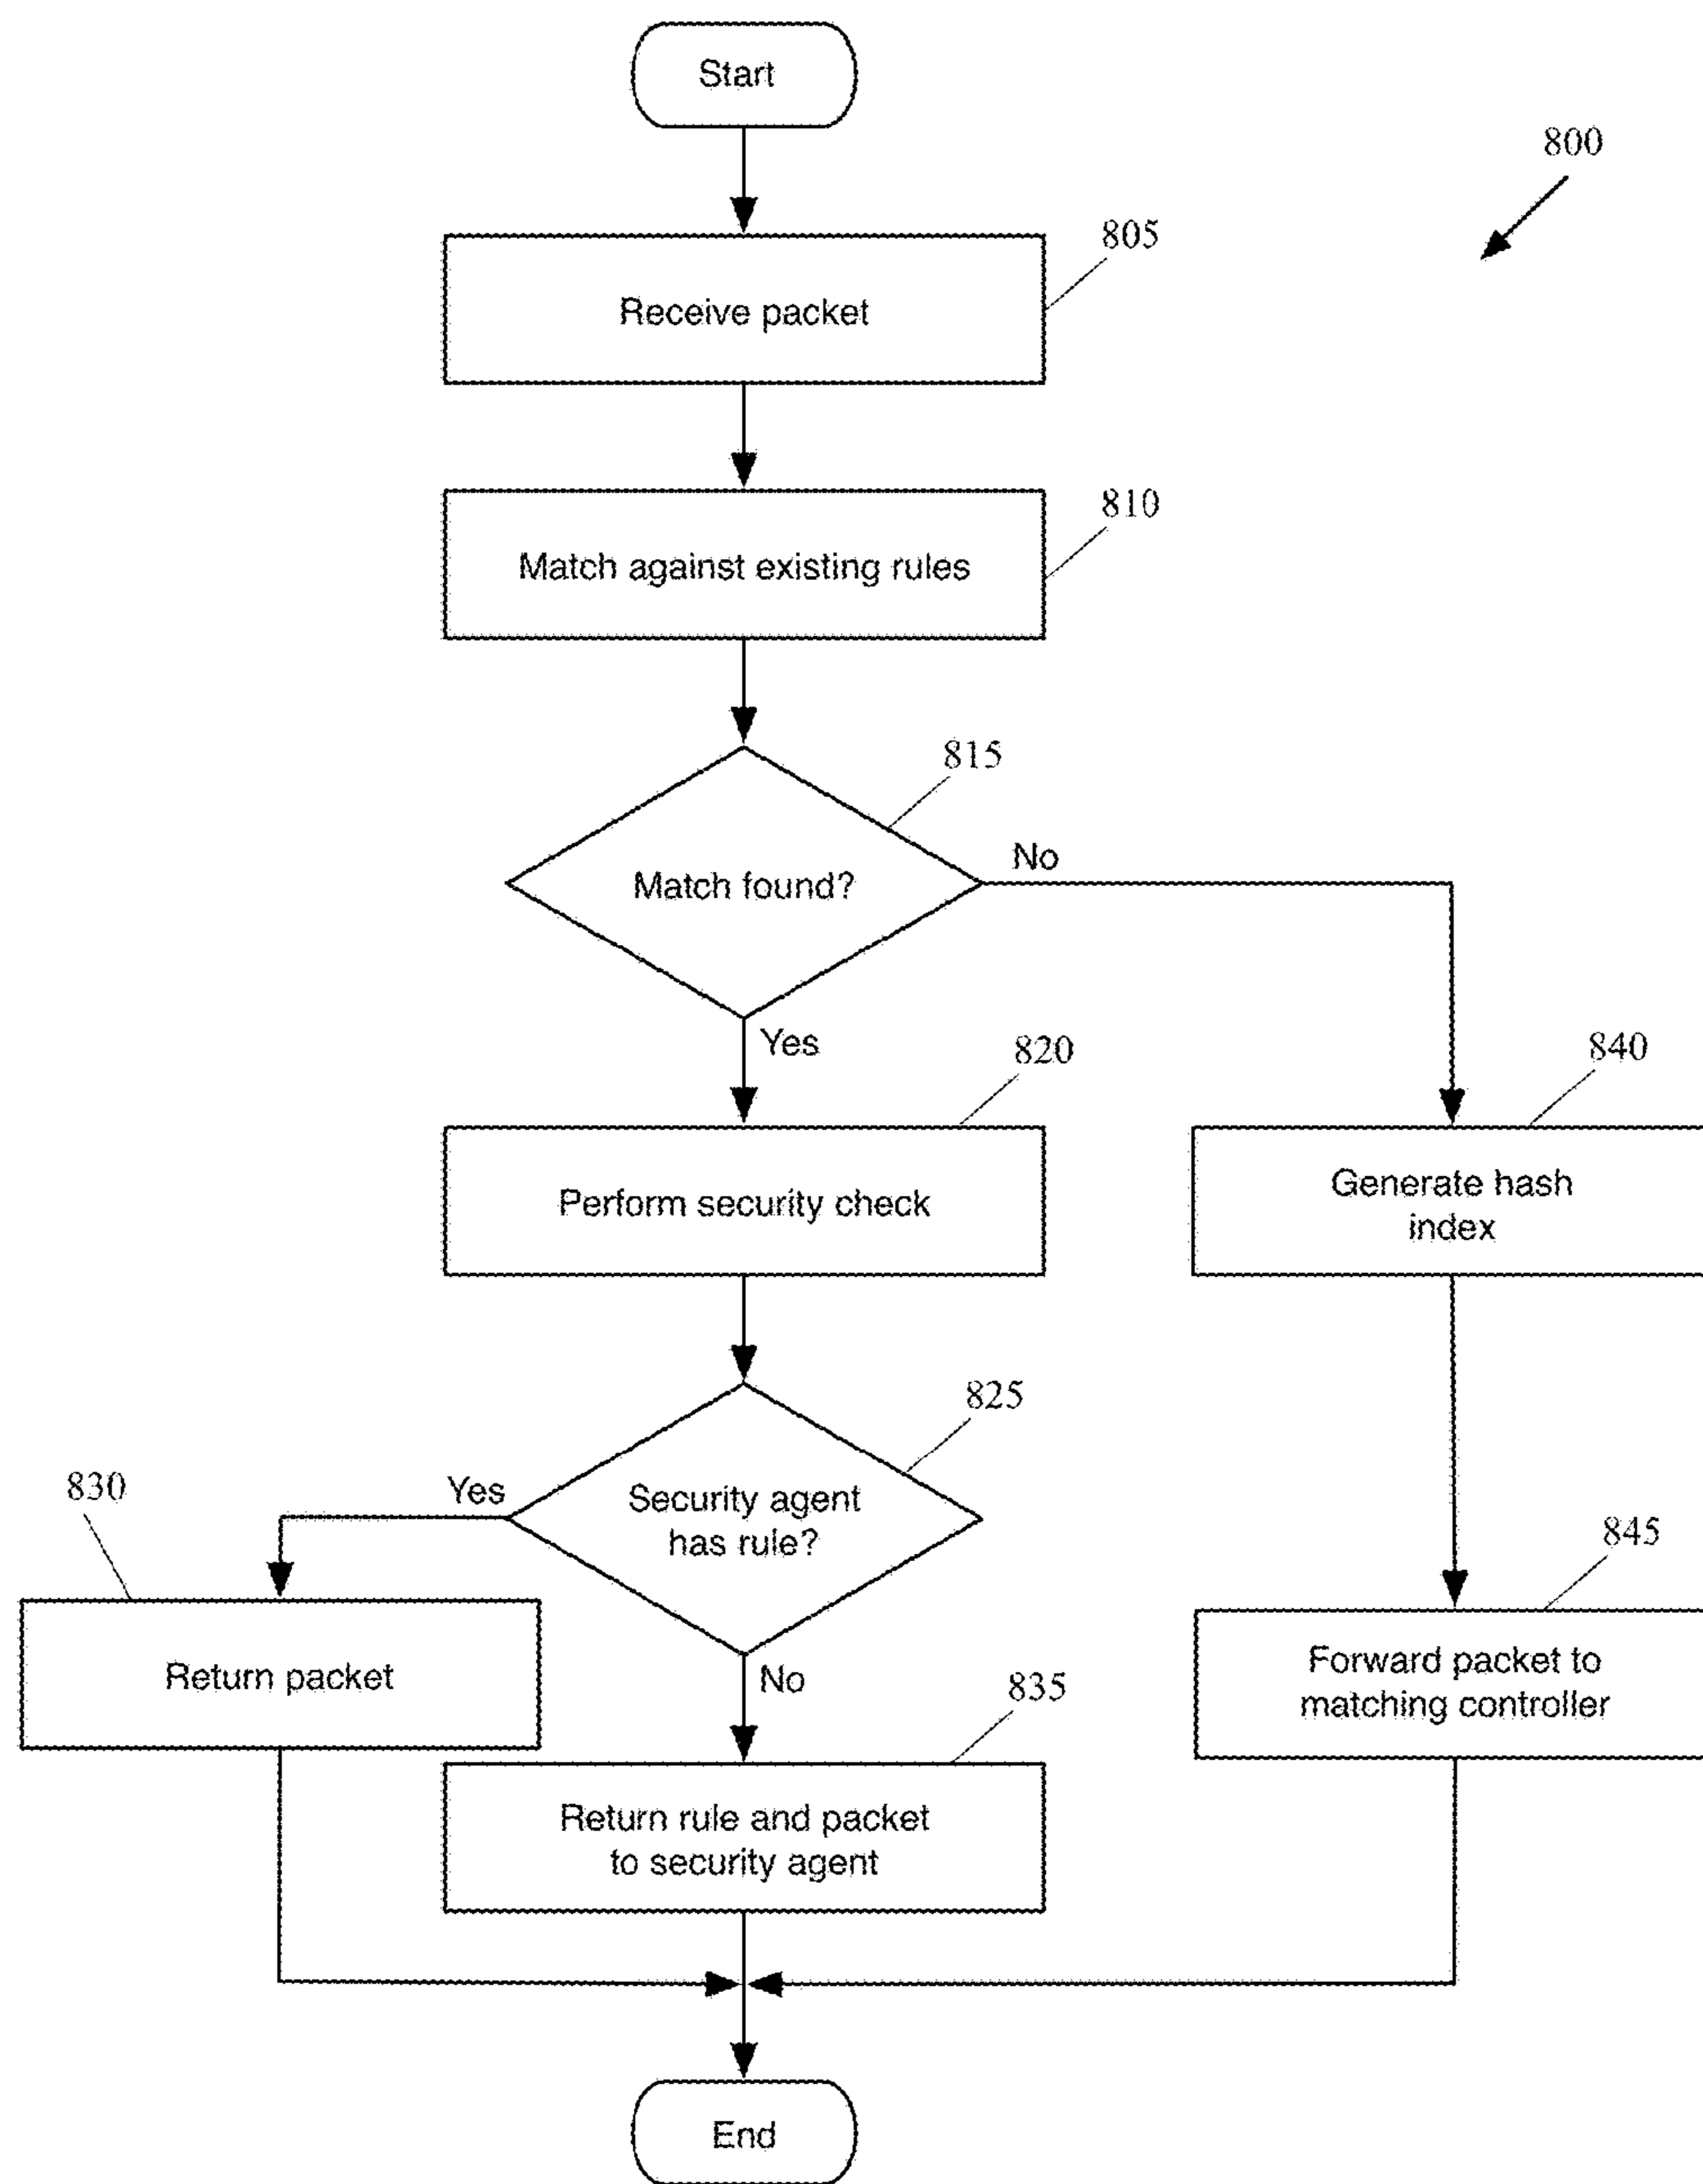 Start
800
805
Receive packet
810
Match against existing rules
815
Match found?
No
Yes
820
840
Perform security check
Generate hash
index
825
830
Yes
Security agent
has rule?
845
Return packet
No
835
Forward packet to
matching controller
Return rule and packet
to security agent
End